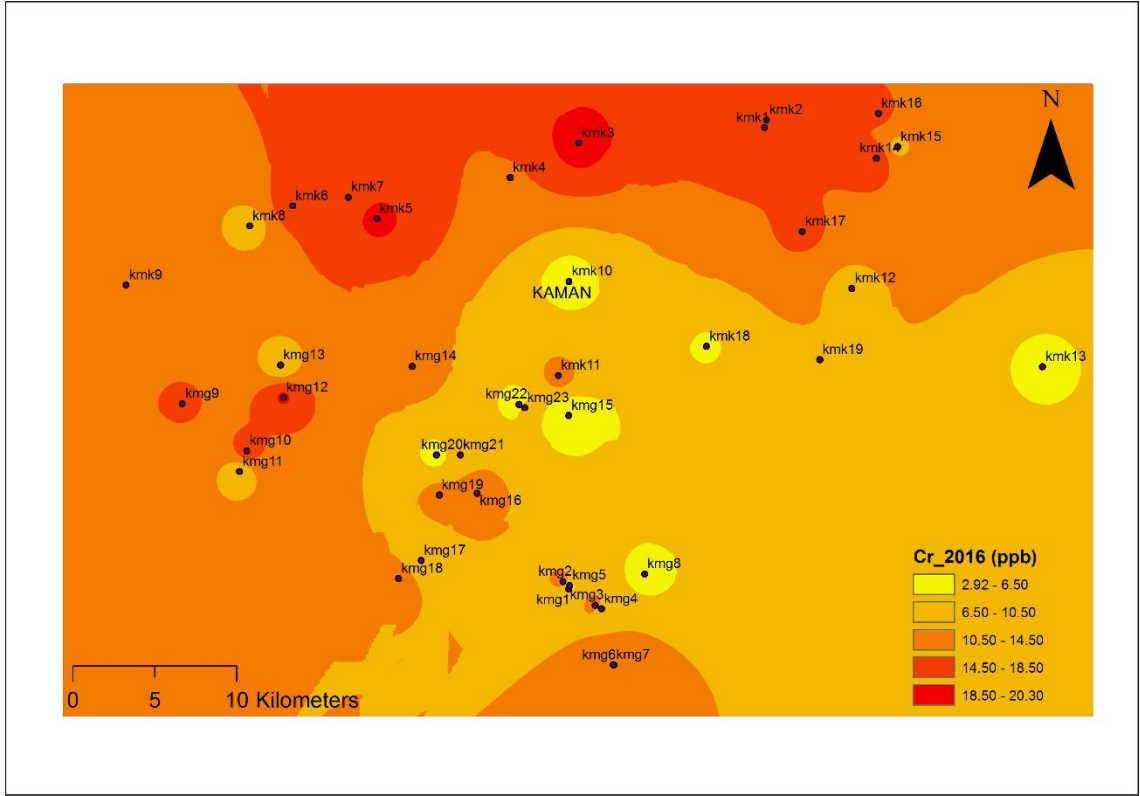 N
kmk16
kmk2
kmk1
kmk3
kmk15
kmk14
kmk4
kmk7
kmk6
kmk5
kmk8
kmk17
kmk10
kmk9
kmk12
KAMAN
kmk18
kmg13
kmg14
kmk19
kmk13
kmk11
kmg12
kmg9
kmg22
kmg23
kmg15
kmg10
kmg20
kmg21
kmg11
kmg19
kmg16
kmg17
kmg18
kmg2
kmg5
kmg8
kmg1
kmg3
kmg4
kmg6kmg7
Cr_2016 (ppb)
2.92 - 6.50
6.50 - 10.50
10.50 - 14.50
14.50 - 18.50
18.50 - 20.30
0 5 10 Kilometers